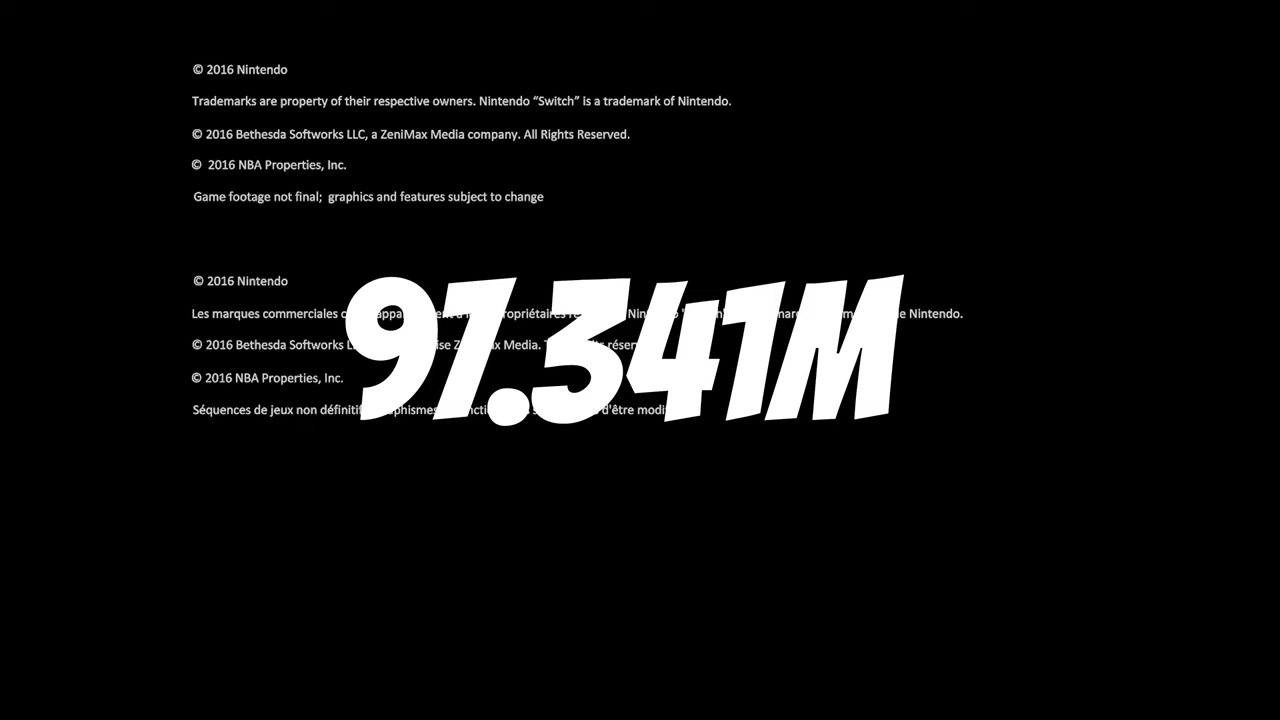 © 2016 Nintendo
Trademarks are property of their respective owners. Nintendo “Switch” is a trademark of Nintendo.
© 2016 Bethesda Softworks LLC, a ZeniMax Media company. All Rights Reserved.
© 2016 NBA Properties, Inc.
Game footage not final; graphics and features subject to change
© 2016 Nintendo
Les marques commerciales Nintendo.
© 2016 Bethesda Softworks Media.
© 2016 NBA Properties, Inc.
Séquences de jeux non d'être
97.341M